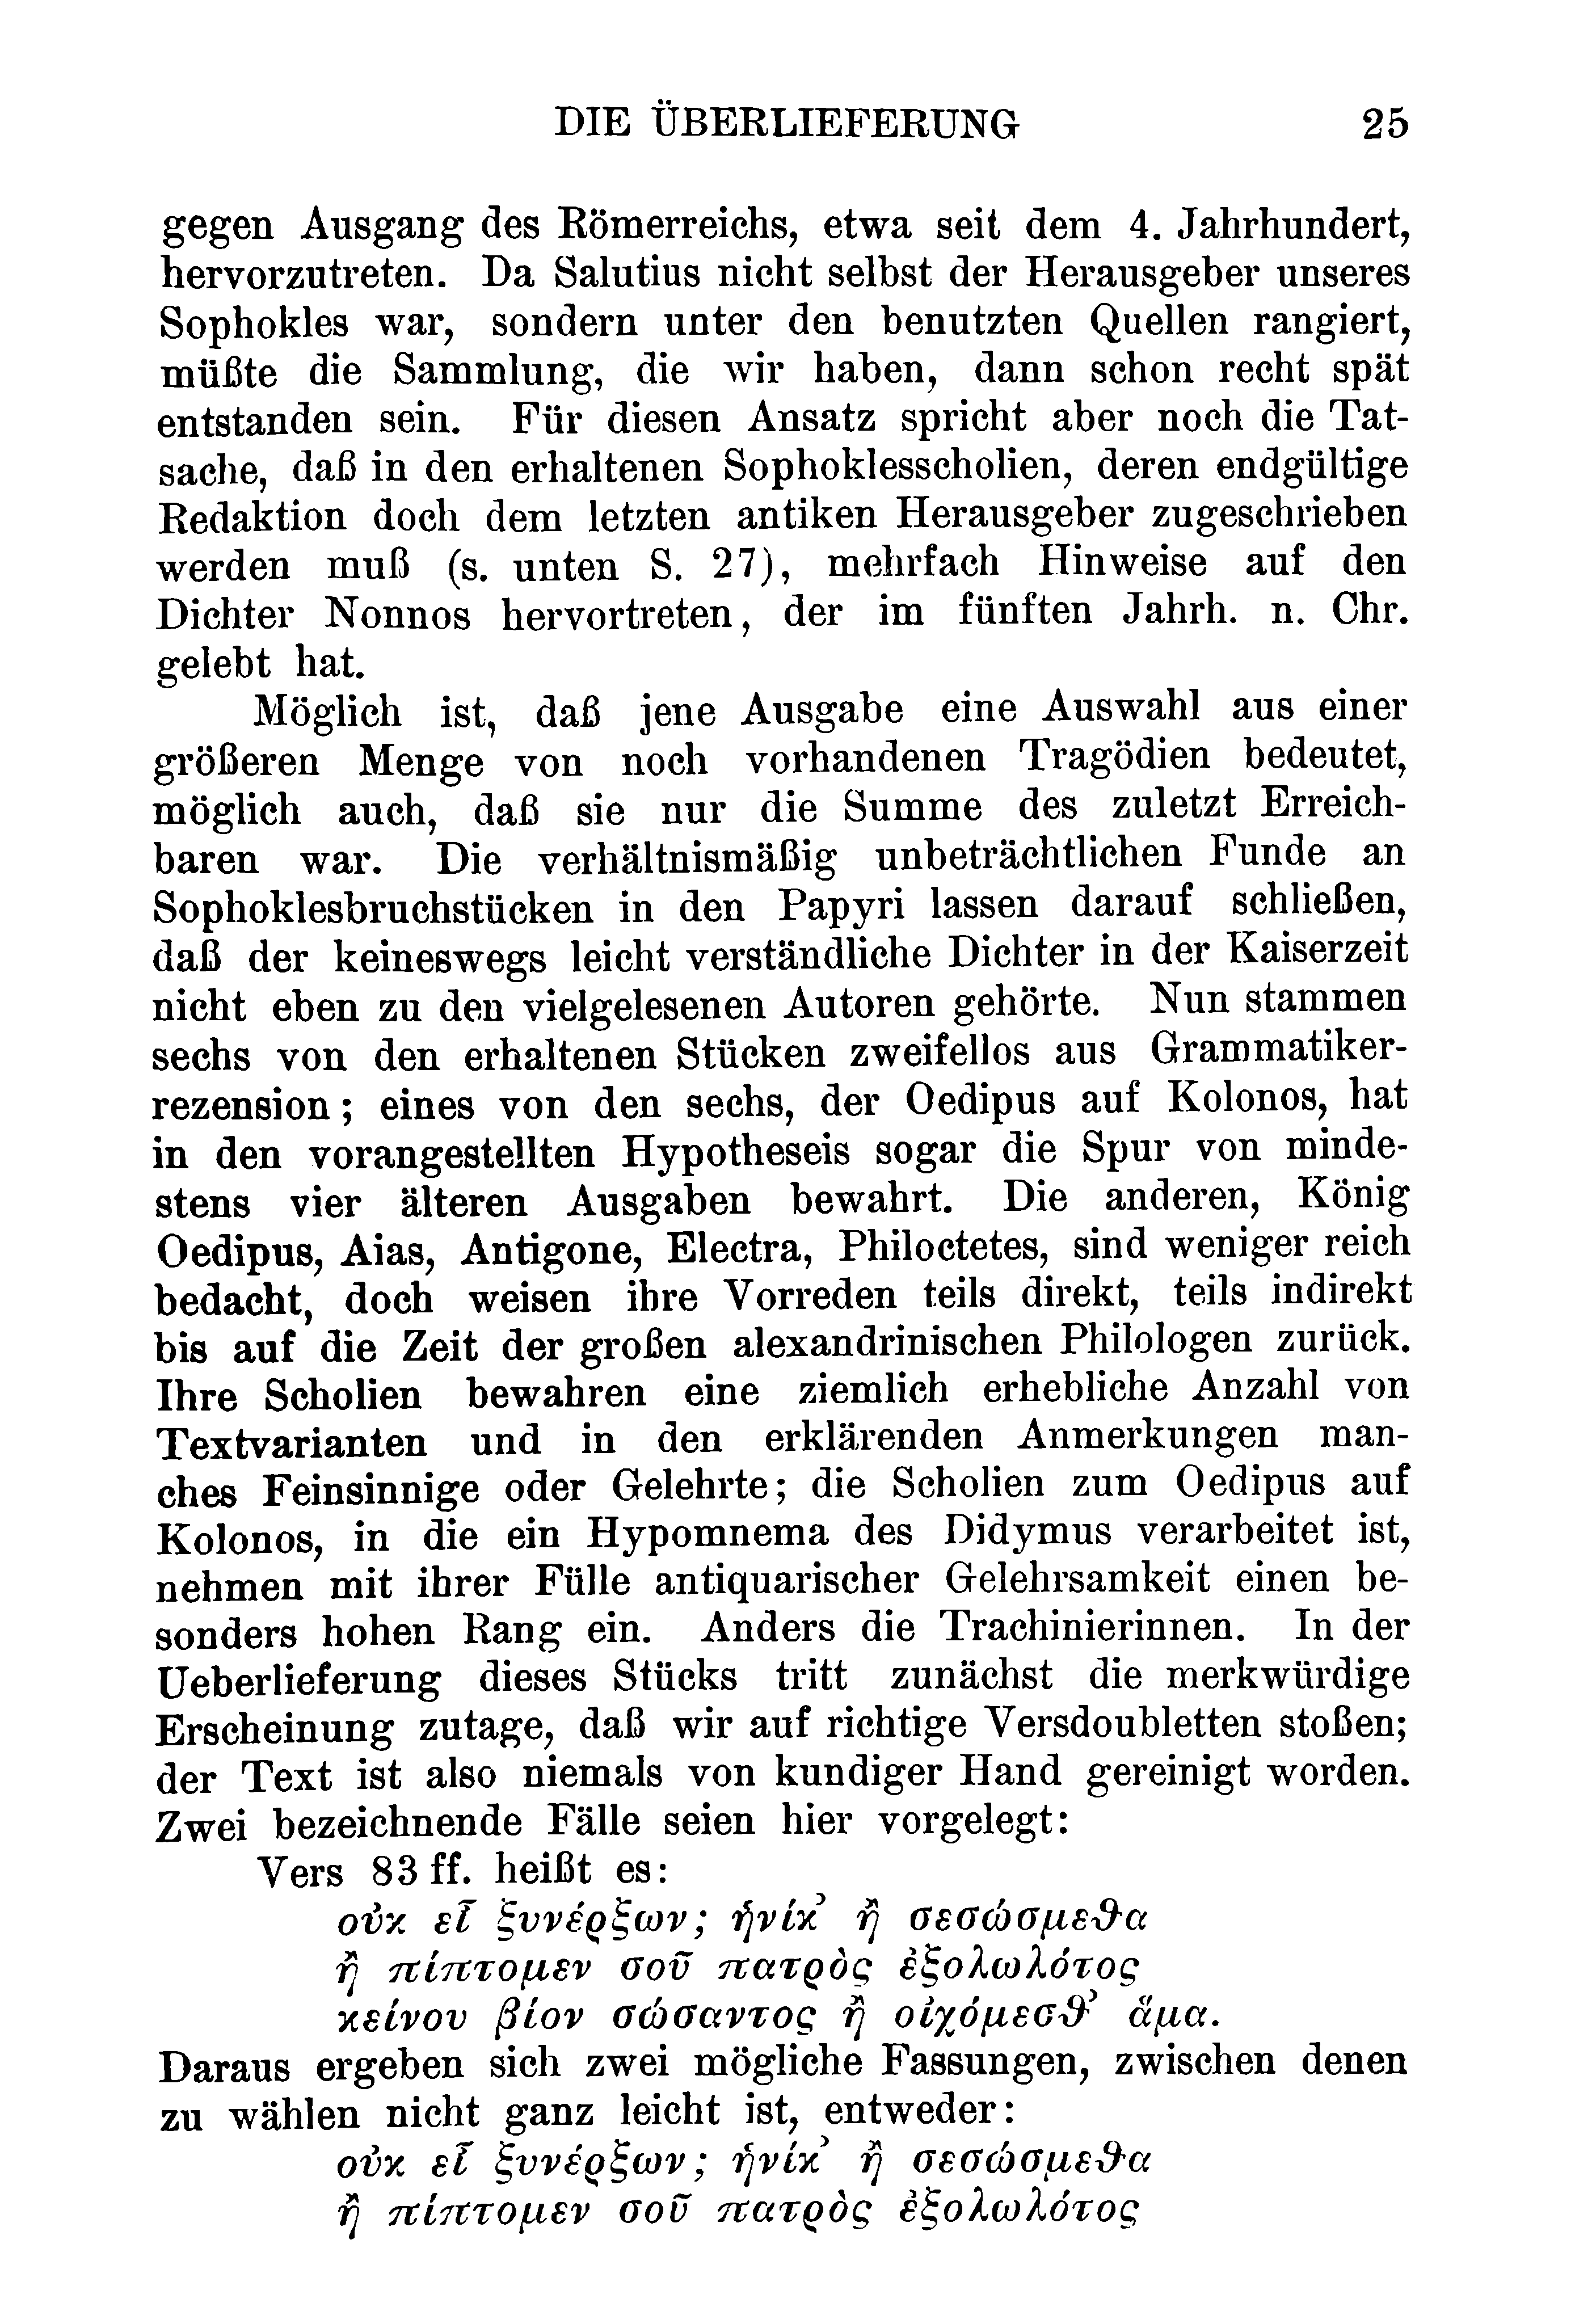 DIE ÜBERLIEFERUNG 25
gegen Ausgang des Römerreichs, etwa seit dem 4. Jahrhundert,
hervorzutreten. Da Salutius nicht selbst der Herausgeber unseres
Sophokles war, sondern unter den benutzten Quellen rangiert,
müßte die Sammlung, die wir haben, dann schon recht spät
entstanden sein. Für diesen Ansatz spricht aber noch die Tat-
sache, daß in den erhaltenen Sophoklesscholien, deren endgültige
Redaktion doch dem letzten antiken Herausgeber zugeschrieben
werden muß (s. unten S. 27), mehrfach Hinweise auf den
Dichter Nonnos hervortreten, der im fünften Jahrh. n. Chr.
gelebt hat.
Möglich ist, daß jene Ausgabe eine Auswahl aus einer
größeren Menge von noch vorhandenen Tragödien bedeutet,
möglich auch, daß sie nur die Summe des zuletzt Erreich-
baren war. Die verhältnismäßig unbeträchtlichen Funde an
Sophoklesbruchstücken in den Papyri lassen darauf schließen,
daß der keineswegs leicht verständliche Dichter in der Kaiserzeit
nicht eben zu den vielgelesenen Autoren gehörte. Nun stammen
sechs von den erhaltenen Stücken zweifellos aus Grammatiker-
rezension; eines von den sechs, der Oedipus auf Kolonos, hat
in den vorangestellten Hypotheseis sogar die Spur von minde-
stens vier älteren Ausgaben bewahrt. Die anderen, König
Oedipus, Aias, Antigone, Electra, Philoctetes, sind weniger reich
bedacht, doch weisen ihre Vorreden teils direkt, teils indirekt
bis auf die Zeit der großen alexandrinischen Philologen zurück.
Ihre Scholien bewahren eine ziemlich erhebliche Anzahl von
Textvarianten und in den erklärenden Anmerkungen man-
ches Feinsinnige oder Gelehrte; die Scholien zum Oedipus auf
Kolonos, in die ein Hypomnema des Didymus verarbeitet ist,
nehmen mit ihrer Fülle antiquarischer Gelehrsamkeit einen be-
sonders hohen Rang ein. Anders die Trachinierinnen. In der
Ueberlieferung dieses Stücks tritt zunächst die merkwürdige
Erscheinung zutage, daß wir auf richtige Versdoubletten stoßen;
der Text ist also niemals von kundiger Hand gereinigt worden.
Zwei bezeichnende Fälle seien hier vorgelegt:
Vers 83 ff. heißt es:
οὐκ εἶ ξυνέρξων; ἡνίκ’ ἢ σεσώσμεθα
ἢ πίπτομεν σοῦ πατρὸς ἐξολωλότος
κείνου βίον σώσαντος ἢ οἰχόμεσθ’ ἅμα.
Daraus ergeben sich zwei mögliche Fassungen, zwischen denen
zu wählen nicht ganz leicht ist, entweder:
οὐκ εἶ ξυνέρξων; ἡνίκ’ ἢ σεσώσμεθα
ἢ πίπτομεν σοῦ πατρὸς ἐξολωλότος